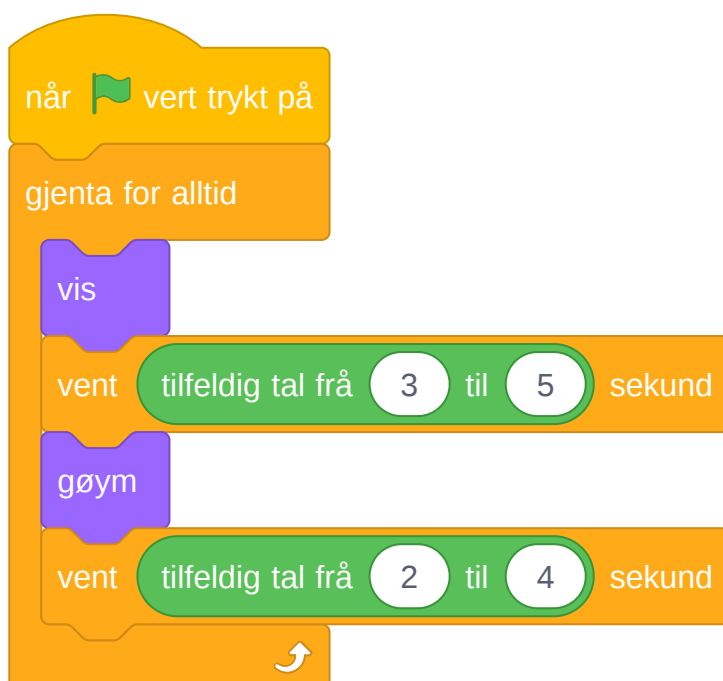 når vert trykt på
gjenta for alltid
vis
vent tilfeldig tal frå 3 til 5 sekund
gøym
vent tilfeldig tal frå 2 til 4 sekund